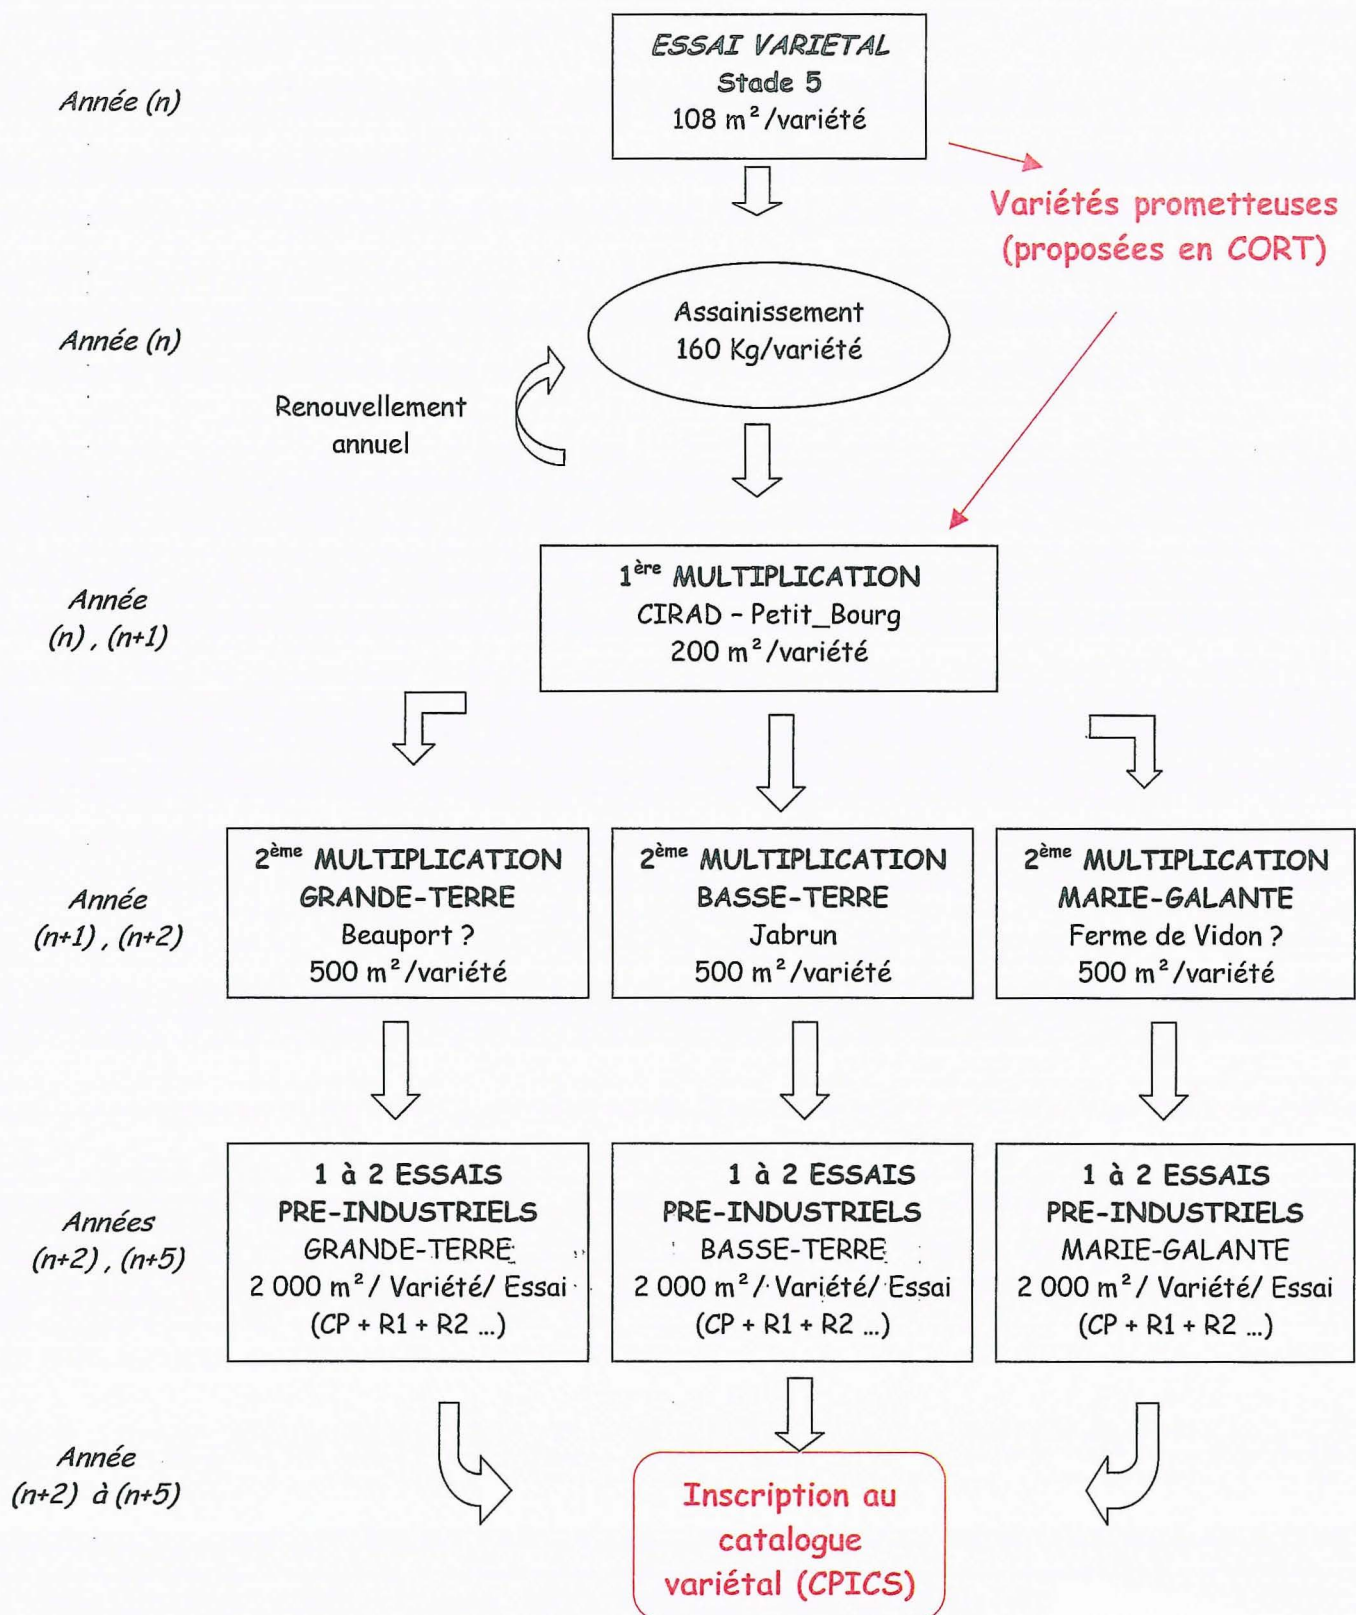 ESSAI VARIETAL
Stade 5
108 m²/variété
Année (n)
Variétés prometteuses
(proposées en CORT)
Assainissement
160 Kg/variété
Année (n)
Renouvellement
annuel
1ère MULTIPLICATION
CIRAD - Petit_Bourg
200 m²/variété
Année
(n) , (n+1)
2ème MULTIPLICATION
GRANDE-TERRE
Beauport ?
500 m²/variété
2ème MULTIPLICATION
BASSE-TERRE
Jabrun
500 m²/variété
2ème MULTIPLICATION
MARIE-GALANTE
Ferme de Vidon ?
500 m²/variété
Année
(n+1) , (n+2)
1 à 2 ESSAIS
PRE-INDUSTRIELS
GRANDE-TERRE
2 000 m²/ Variété/ Essai
(CP + R1 + R2 ...)
1 à 2 ESSAIS
PRE-INDUSTRIELS
BASSE-TERRE
2 000 m²/ Variété/ Essai
(CP + R1 + R2 ...)
1 à 2 ESSAIS
PRE-INDUSTRIELS
MARIE-GALANTE
2 000 m²/ Variété/ Essai
(CP + R1 + R2 ...)
Années
(n+2) , (n+5)
Année
(n+2) à (n+5)
Inscription au
catalogue
variétal (CPICS)